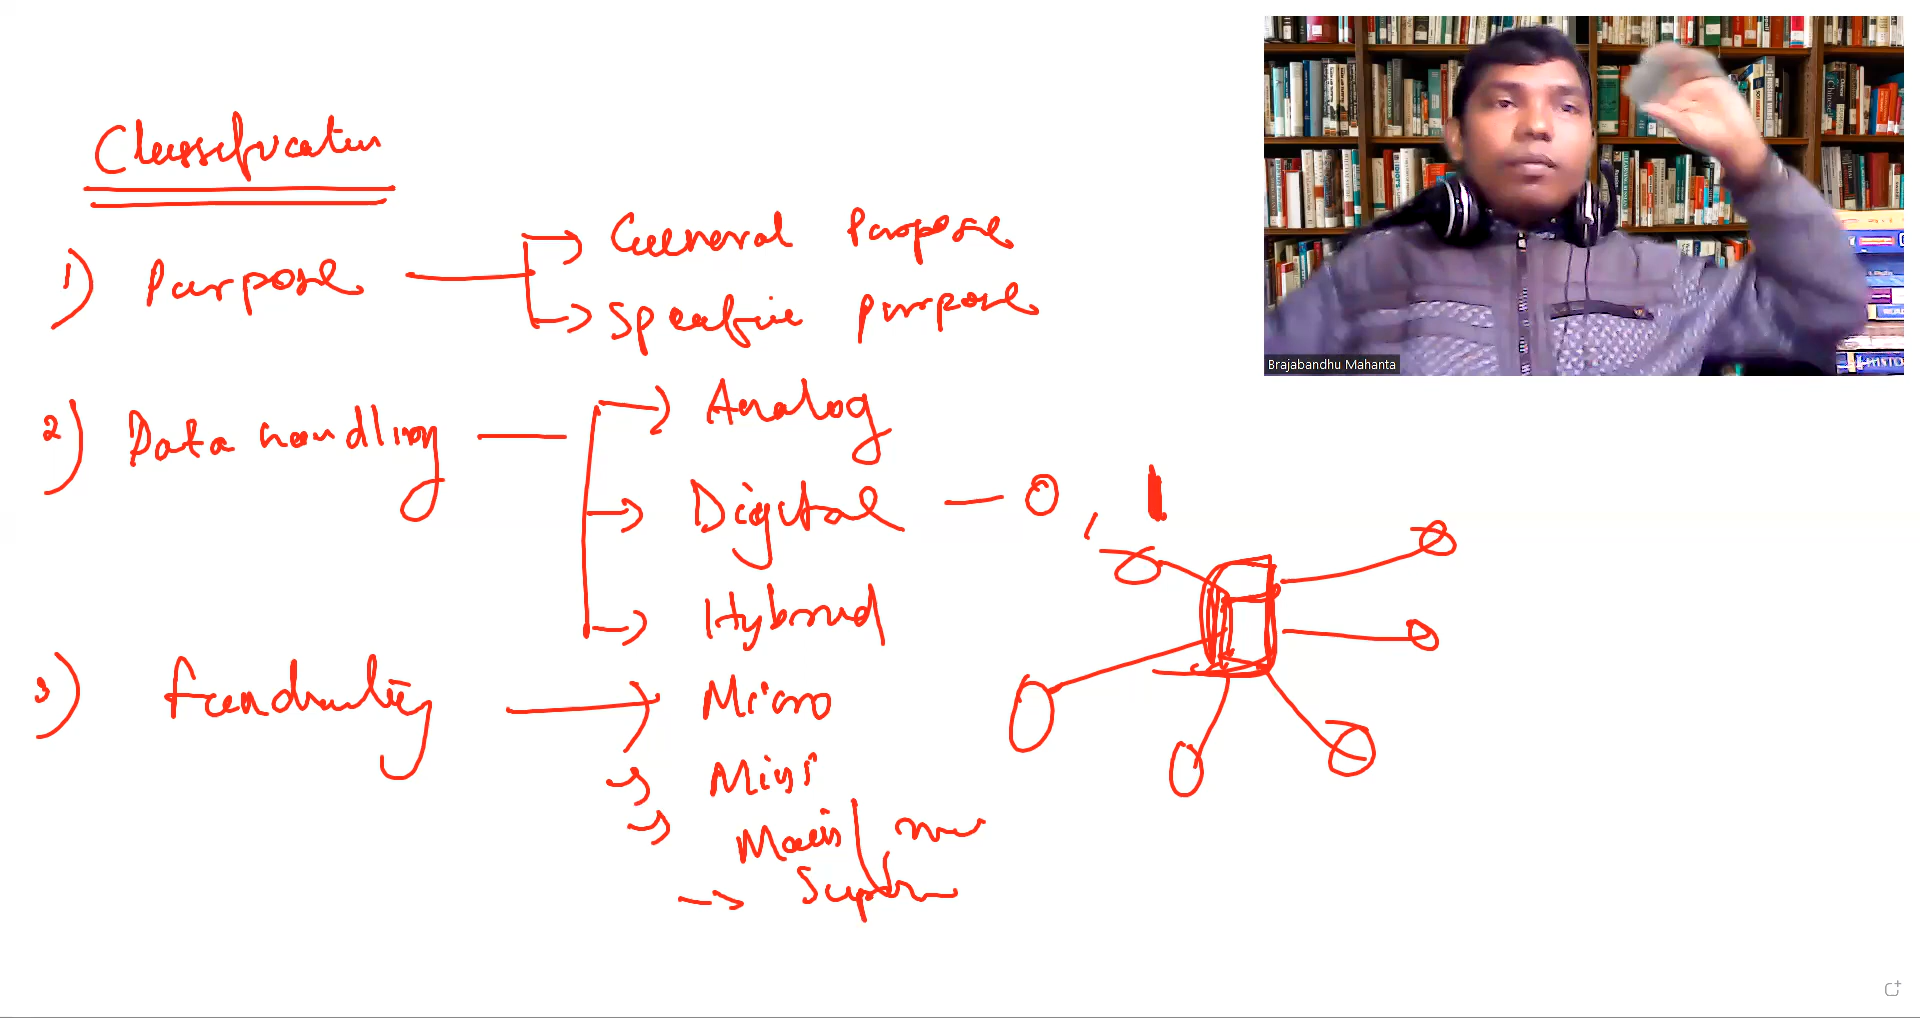 Classification
1) Purpose → General Purpose
→ Specific purpose
2) Data handling → Analog
→ Digital — 0, 1
→ Hybrid
3) Functionality → Micro
→ Mini
→ Main
→ Super
Brajabandhu Mahanta